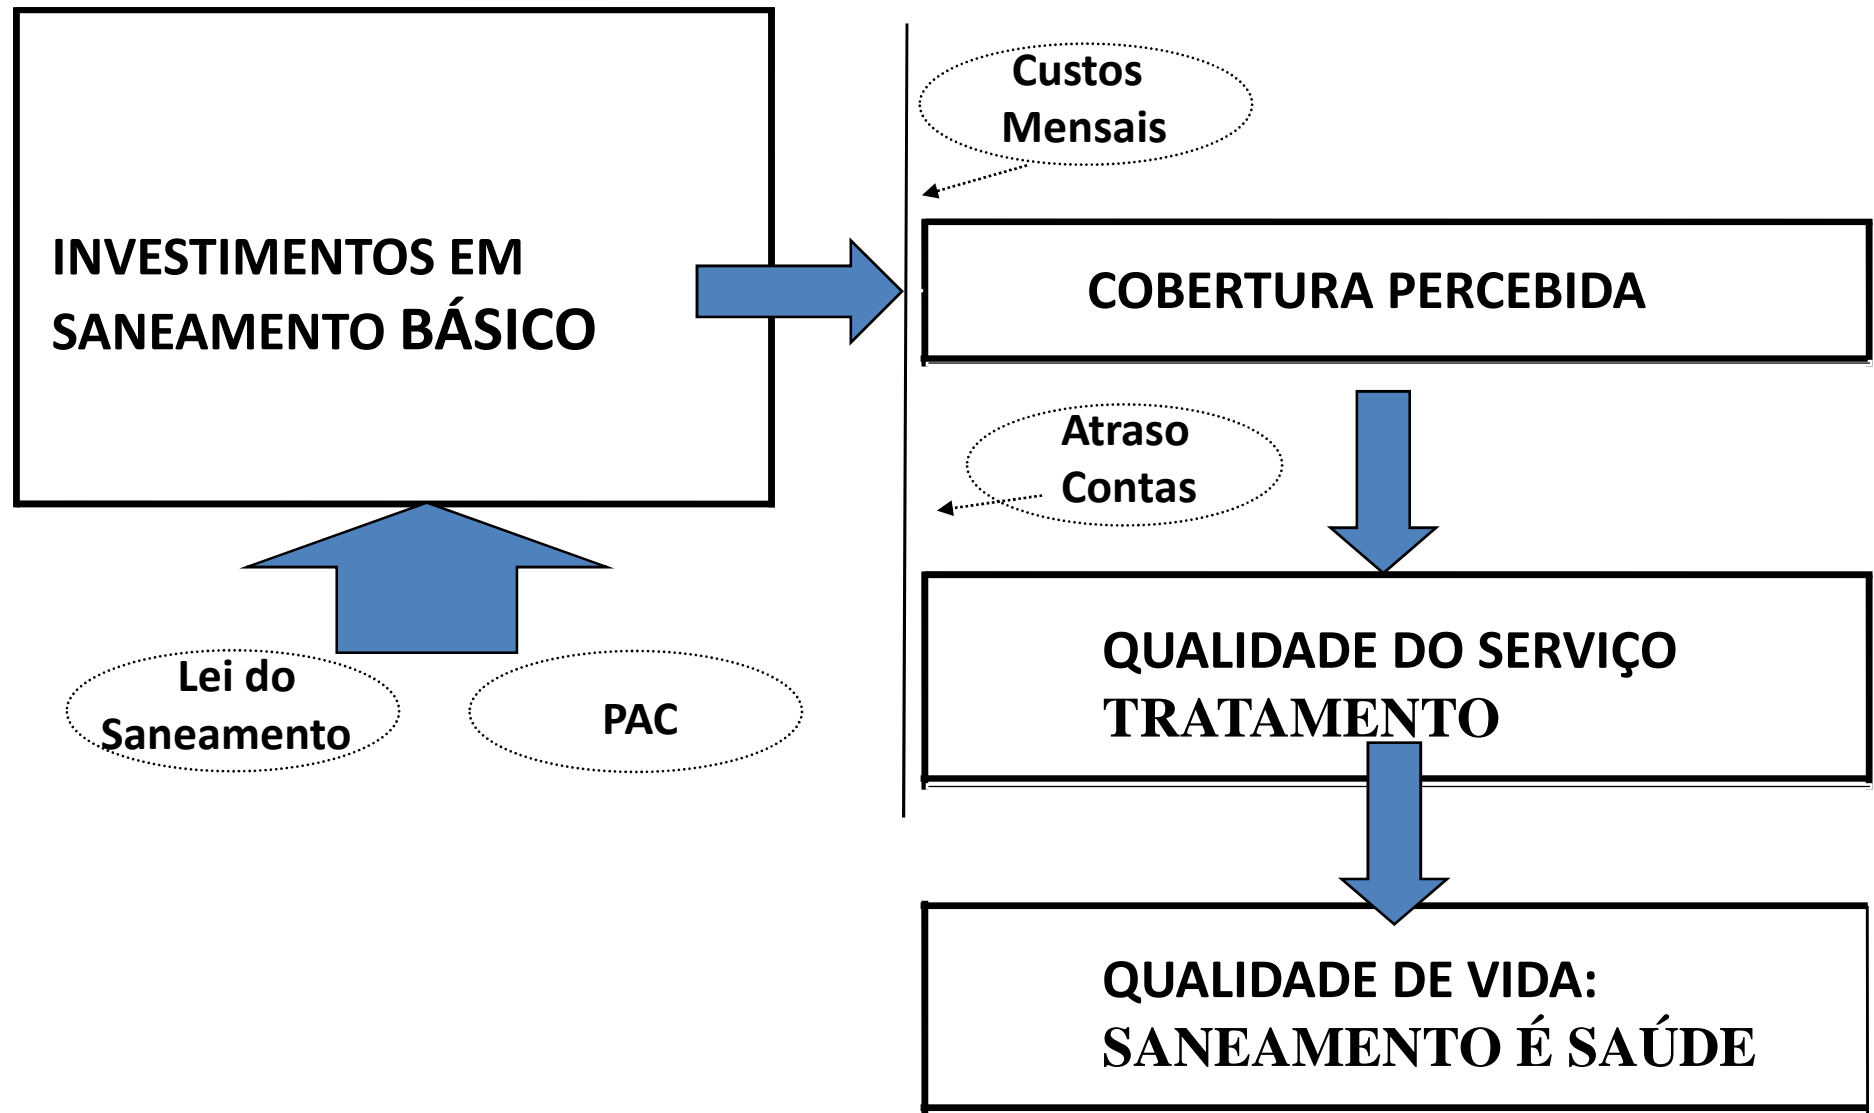 INVESTIMENTOS EM
SANEAMENTO BÁSICO
Lei do
Saneamento
PAC
Custos
Mensais
COBERTURA PERCEBIDA
Atraso
Contas
QUALIDADE DO SERVIÇO
TRATAMENTO
QUALIDADE DE VIDA:
SANEAMENTO É SAÚDE